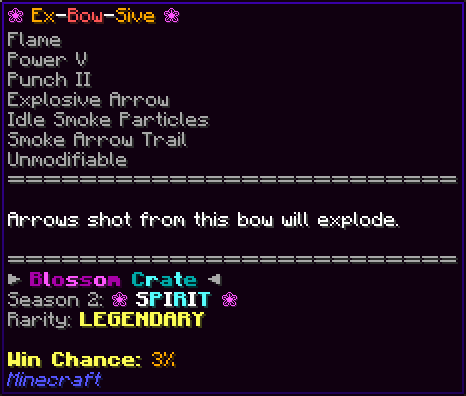 ❀ Ex-Bow-Sive ❀
Flame
Power V
Punch II
Explosive Arrow
Idle Smoke Particles
Smoke Arrow Trail
Unmodifiable
=============================
Arrows shot from this bow will explode.
=============================
► Blossom Crate ◄
Season 2: ❀ SPIRIT ❀
Rarity: LEGENDARY
Win Chance: 3%
Minecraft